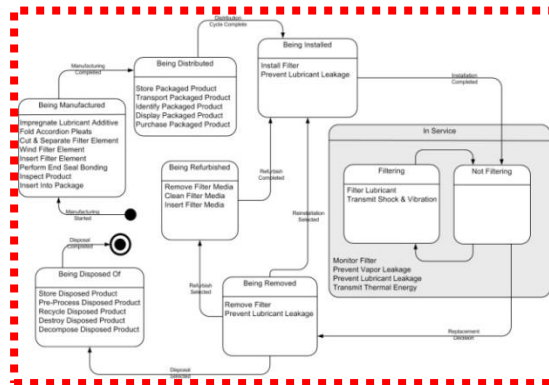 Distribution
Cycle Complete
Manufacturing
Completed
Being Distributed
Store Packaged Product
Transport Packaged Product
Identify Packaged Product
Display Packaged Product
Purchase Packaged Product
Being Installed
Install Filter
Prevent Lubricant Leakage
Installation
Completed
Being Manufactured
Impregnate Lubricant Additive
Fold Accordion Pleats
Cut & Separate Filter Element
Wind Filter Element
Insert Filter Element
Perform End Seal Bonding
Inspect Product
Insert Into Package
Manufacturing
Started
Being Refurbished
Remove Filter Media
Clean Filter Media
Insert Filter Media
Refurbish
Completed
Reinstallation
Selected
In Service
Filtering
Filter Lubricant
Transmit Shock & Vibration
Not Filtering
Monitor Filter
Prevent Vapor Leakage
Prevent Lubricant Leakage
Transmit Thermal Energy
Disposal
Completed
Being Disposed Of
Store Disposed Product
Pre-Process Disposed Product
Recycle Disposed Product
Destroy Disposed Product
Decompose Disposed Product
Refurbish
Selected
Being Removed
Remove Filter
Prevent Lubricant Leakage
Replacement
Decision
Disposal
Selected